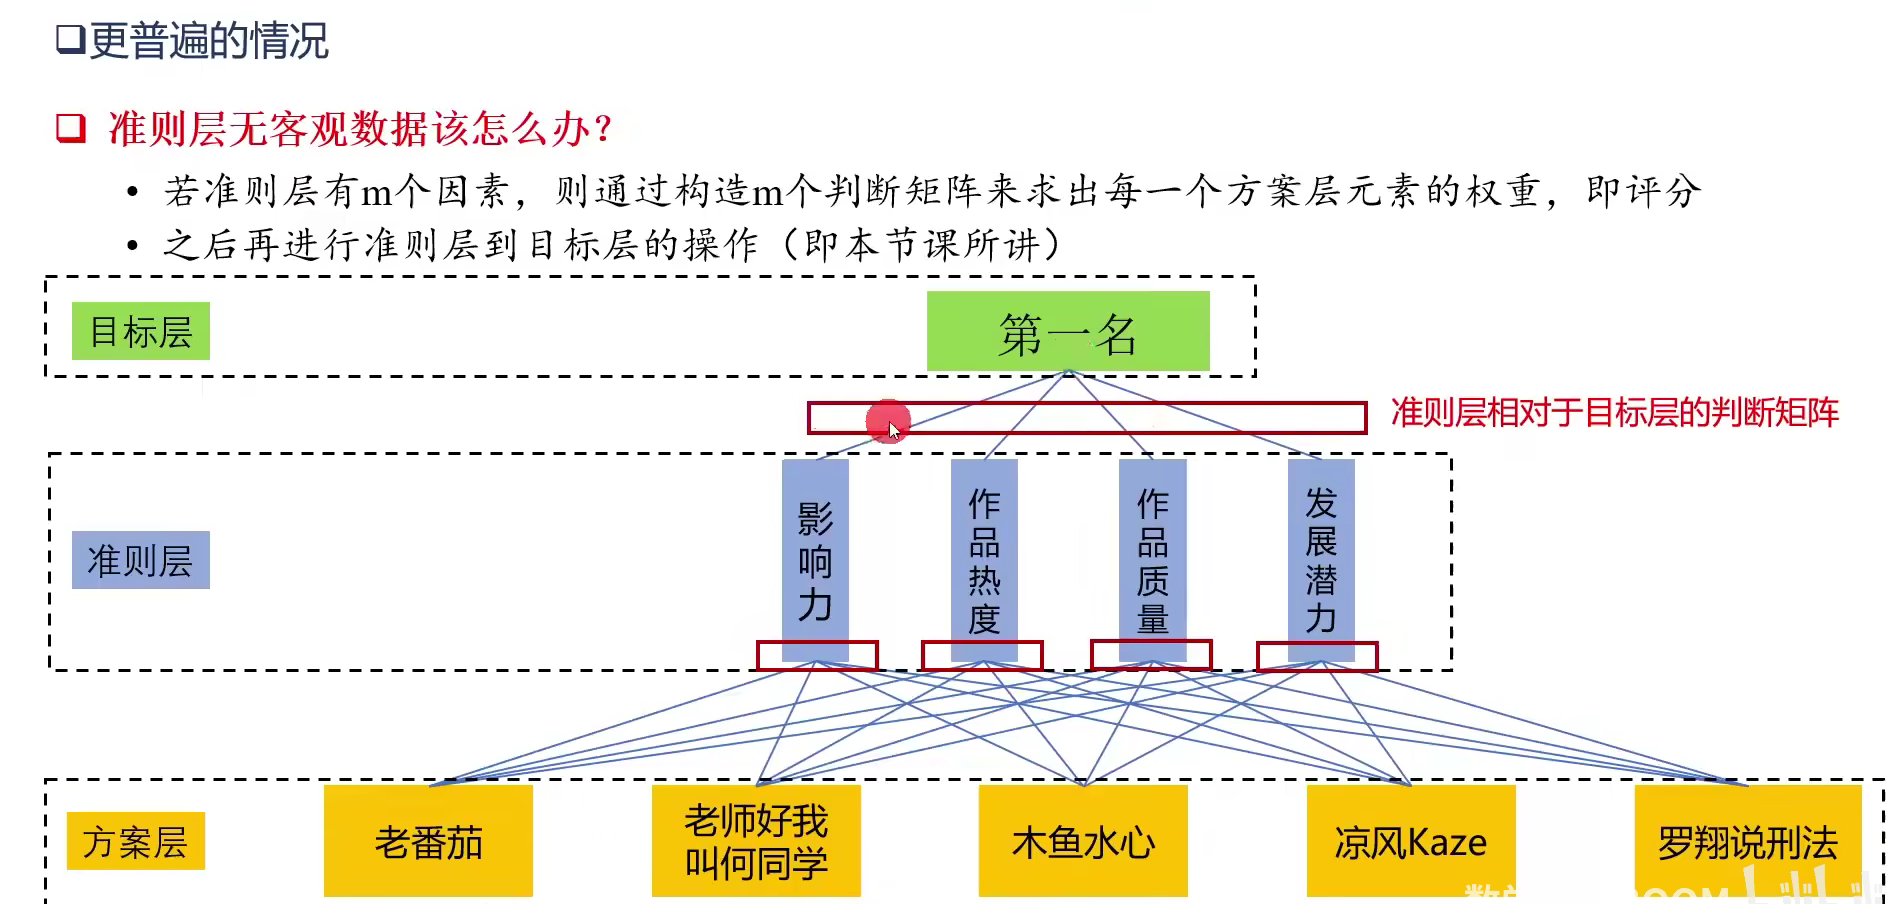 更普遍的情况
准则层无客观数据该怎么办？
• 若准则层有m个因素，则通过构造m个判断矩阵来求出每一个方案层元素的权重，即评分
• 之后再进行准则层到目标层的操作（即本节课所讲）
目标层
第一名
准则层相对于目标层的判断矩阵
准则层
影响力
作品热度
作品质量
发展潜力
方案层
老番茄
老师好我
叫何同学
木鱼水心
凉风Kaze
罗翔说刑法